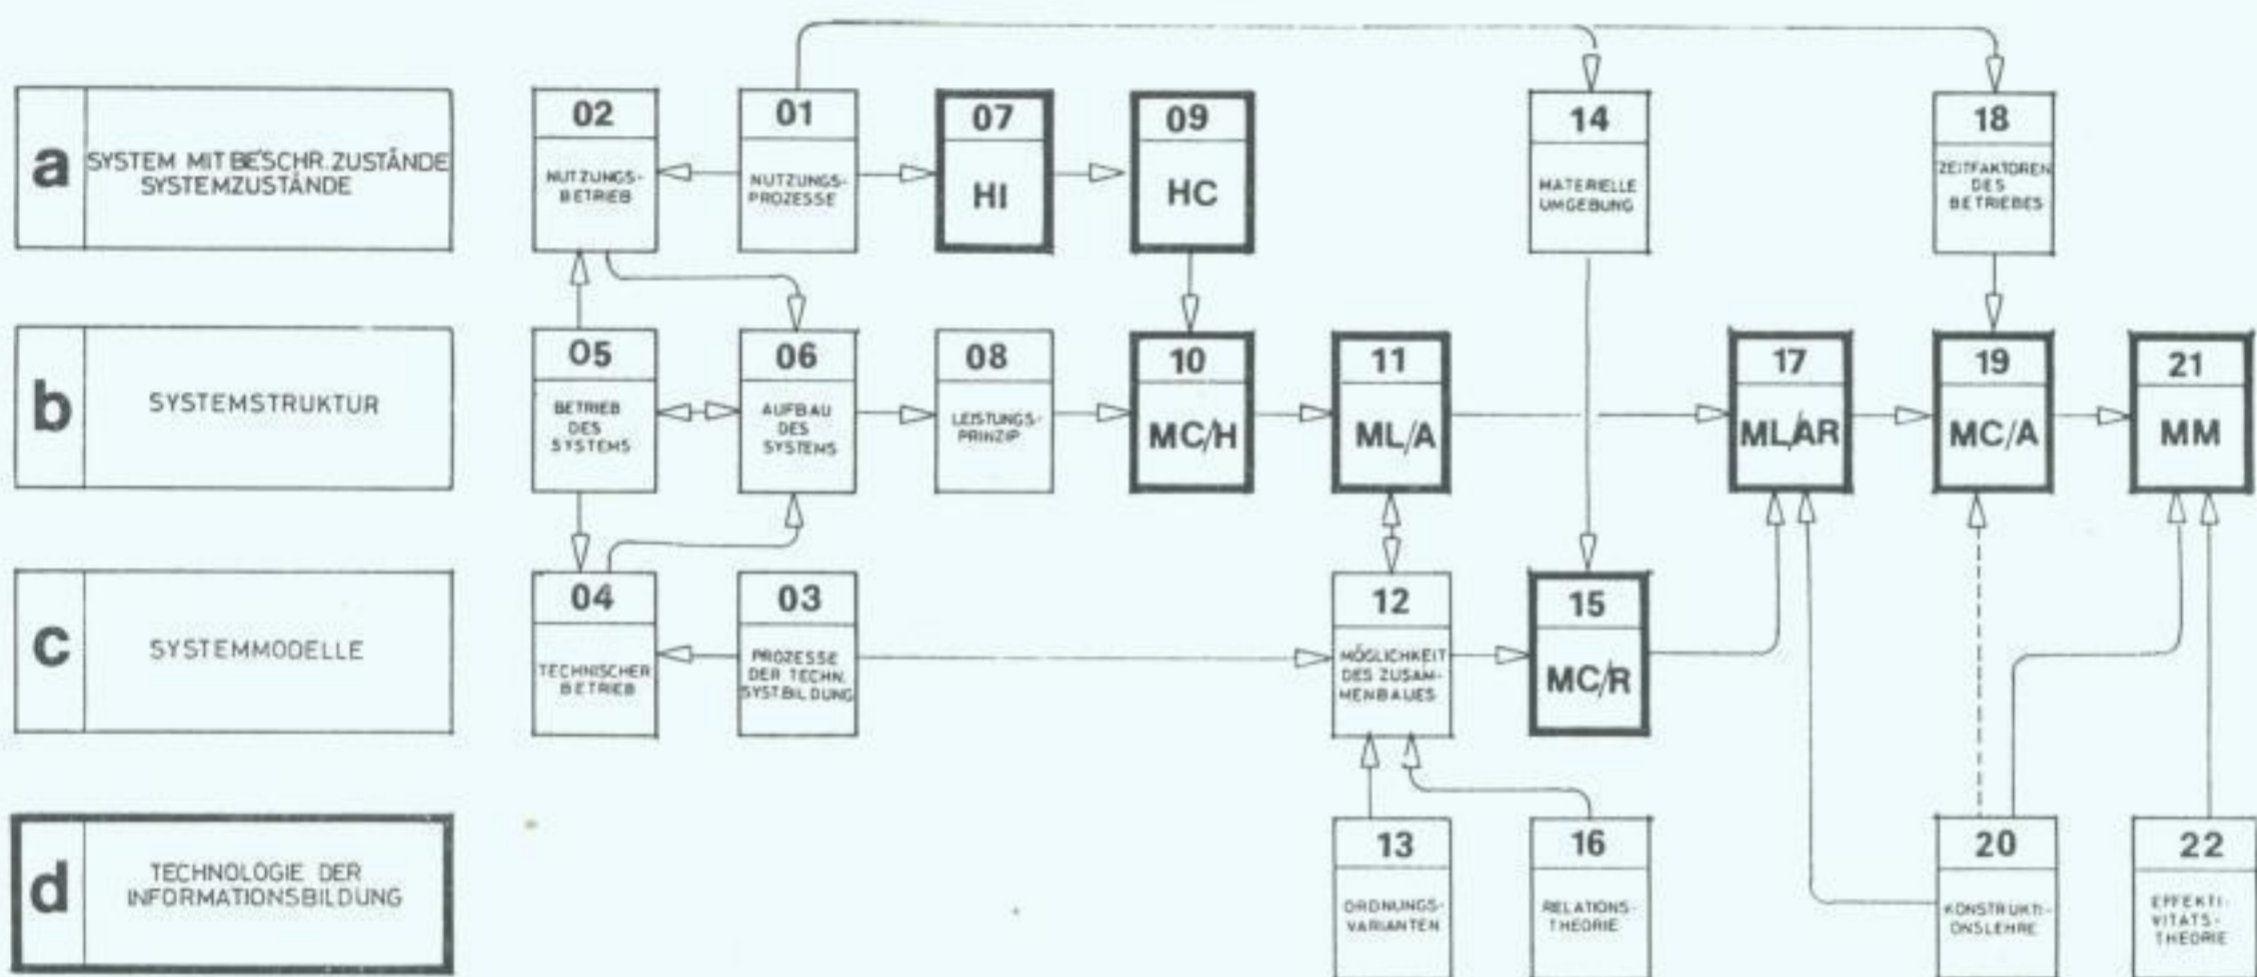 a
SYSTEM MIT BESCHR. ZUSTÄNDE
SYSTEMZUSTÄNDE
02
NUTZUNGS-
BETRIEB
01
NUTZUNGS-
PROZESSE
07
HI
09
HC
14
MATERIELLE
UMGEBUNG
18
ZEITFAKTOREN
DES
BETRIEBES
b
SYSTEMSTRUKTUR
05
BETRIEB
DES
SYSTEMS
06
AUFBAU
DES
SYSTEMS
08
LEISTUNGS-
PRINZIP
10
MC/H
11
ML/A
17
ML/AR
19
MC/A
21
MM
c
SYSTEMMODELLE
04
TECHNISCHER
BETRIEB
03
PROZESSE
DER TECHN.
SYST.BILDUNG
12
MÖGLICHKEIT
DES ZUSAM-
MENBAUES
15
MC/R
d
TECHNOLOGIE DER
INFORMATIONSBILDUNG
13
ORDNUNGS-
VARIANTEN
16
RELATIONS-
THEORIE
20
KONSTRUKTI-
ONSLEHRE
22
EFFEKTI-
VITÄTS-
THEORIE